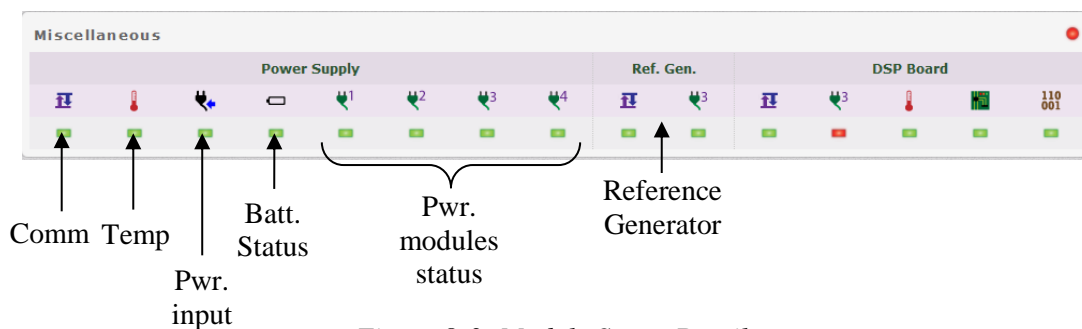 Miscellaneous
Power Supply Ref. Gen. DSP Board
1 2 3 4 3 3 110
001
Comm Temp
Pwr.
input
Batt.
Status
Pwr.
modules
status
Reference
Generator